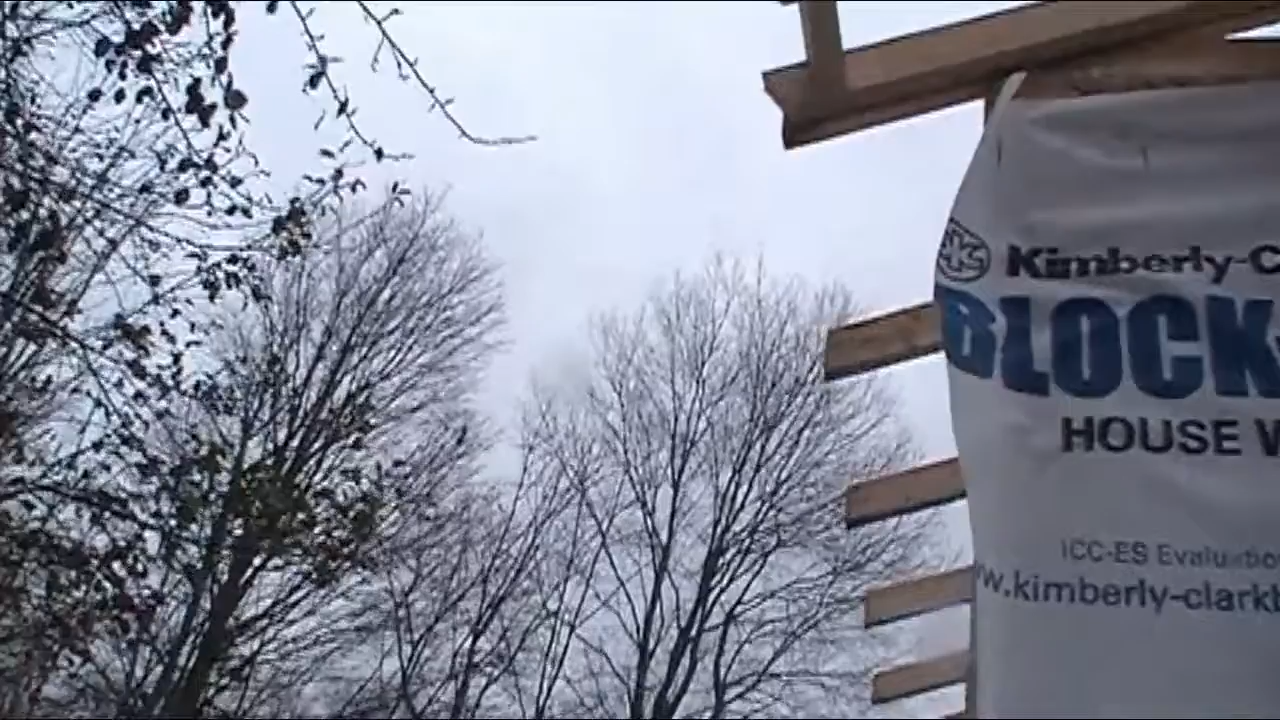 Kimberly-C
BLOCK
HOUSE W
ICC-ES Evaluatio
w.kimberly-clark